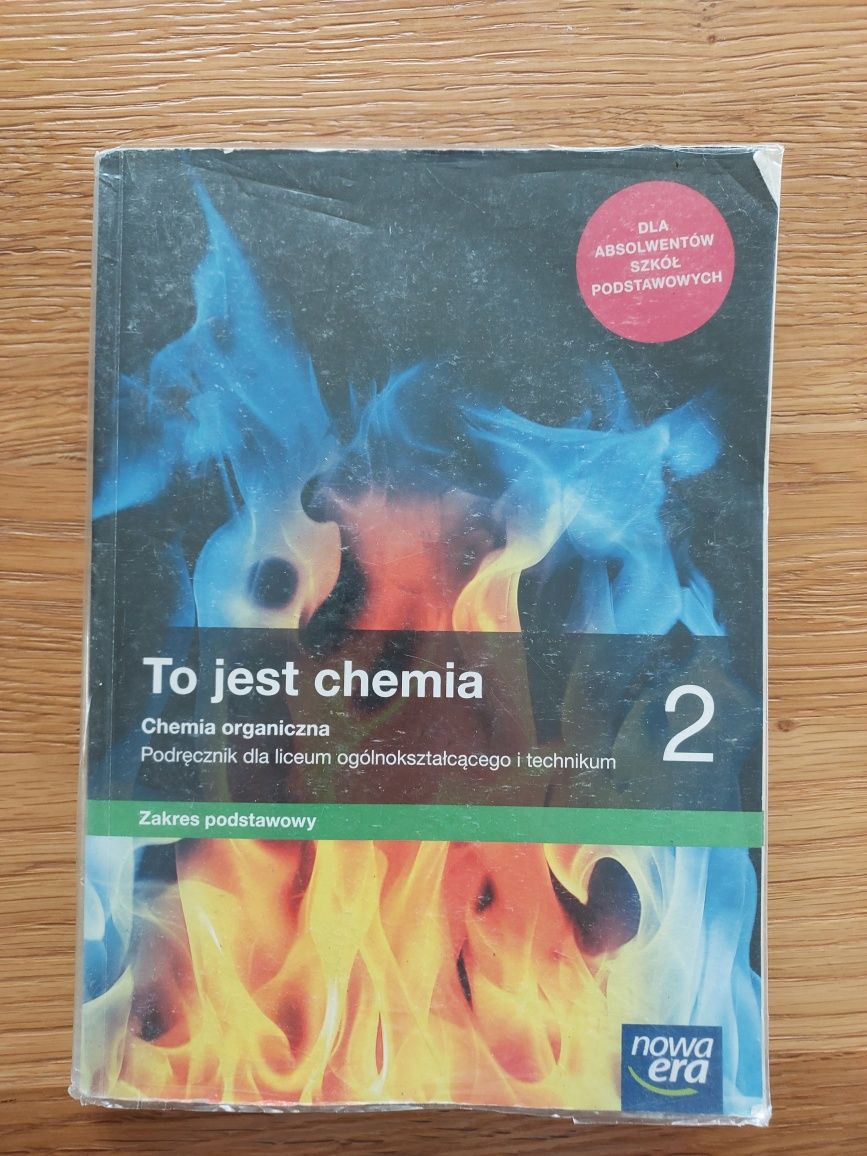 DLA
ABSOLWENTÓW
SZKÓŁ
PODSTAWOWYCH
To jest chemia
2
Chemia organiczna
Podręcznik dla liceum ogólnokształcącego i technikum
Zakres podstawowy
nowa
era